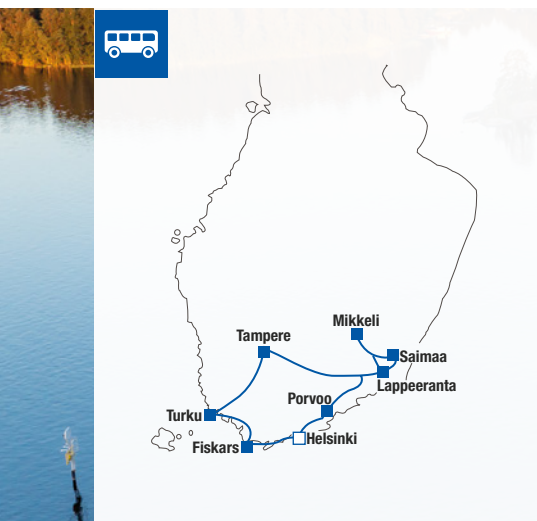 Mikkeli
Tampere
Saimaa
Lappeeranta
Porvoo
Turku
Helsinki
Fiskars